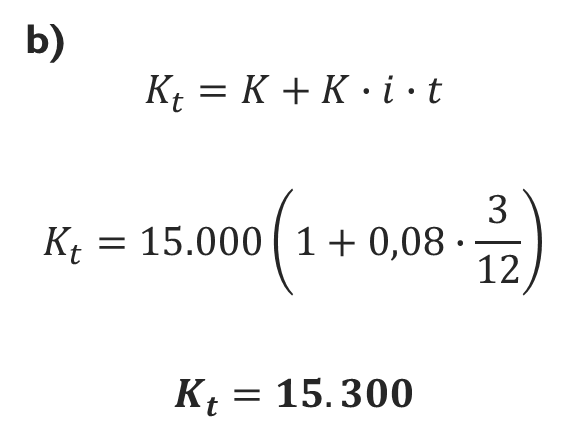 b)
K_t = K + K · i · t
K_t = 15.000 (1 + 0,08 · 3/12)
K_t = 15.300